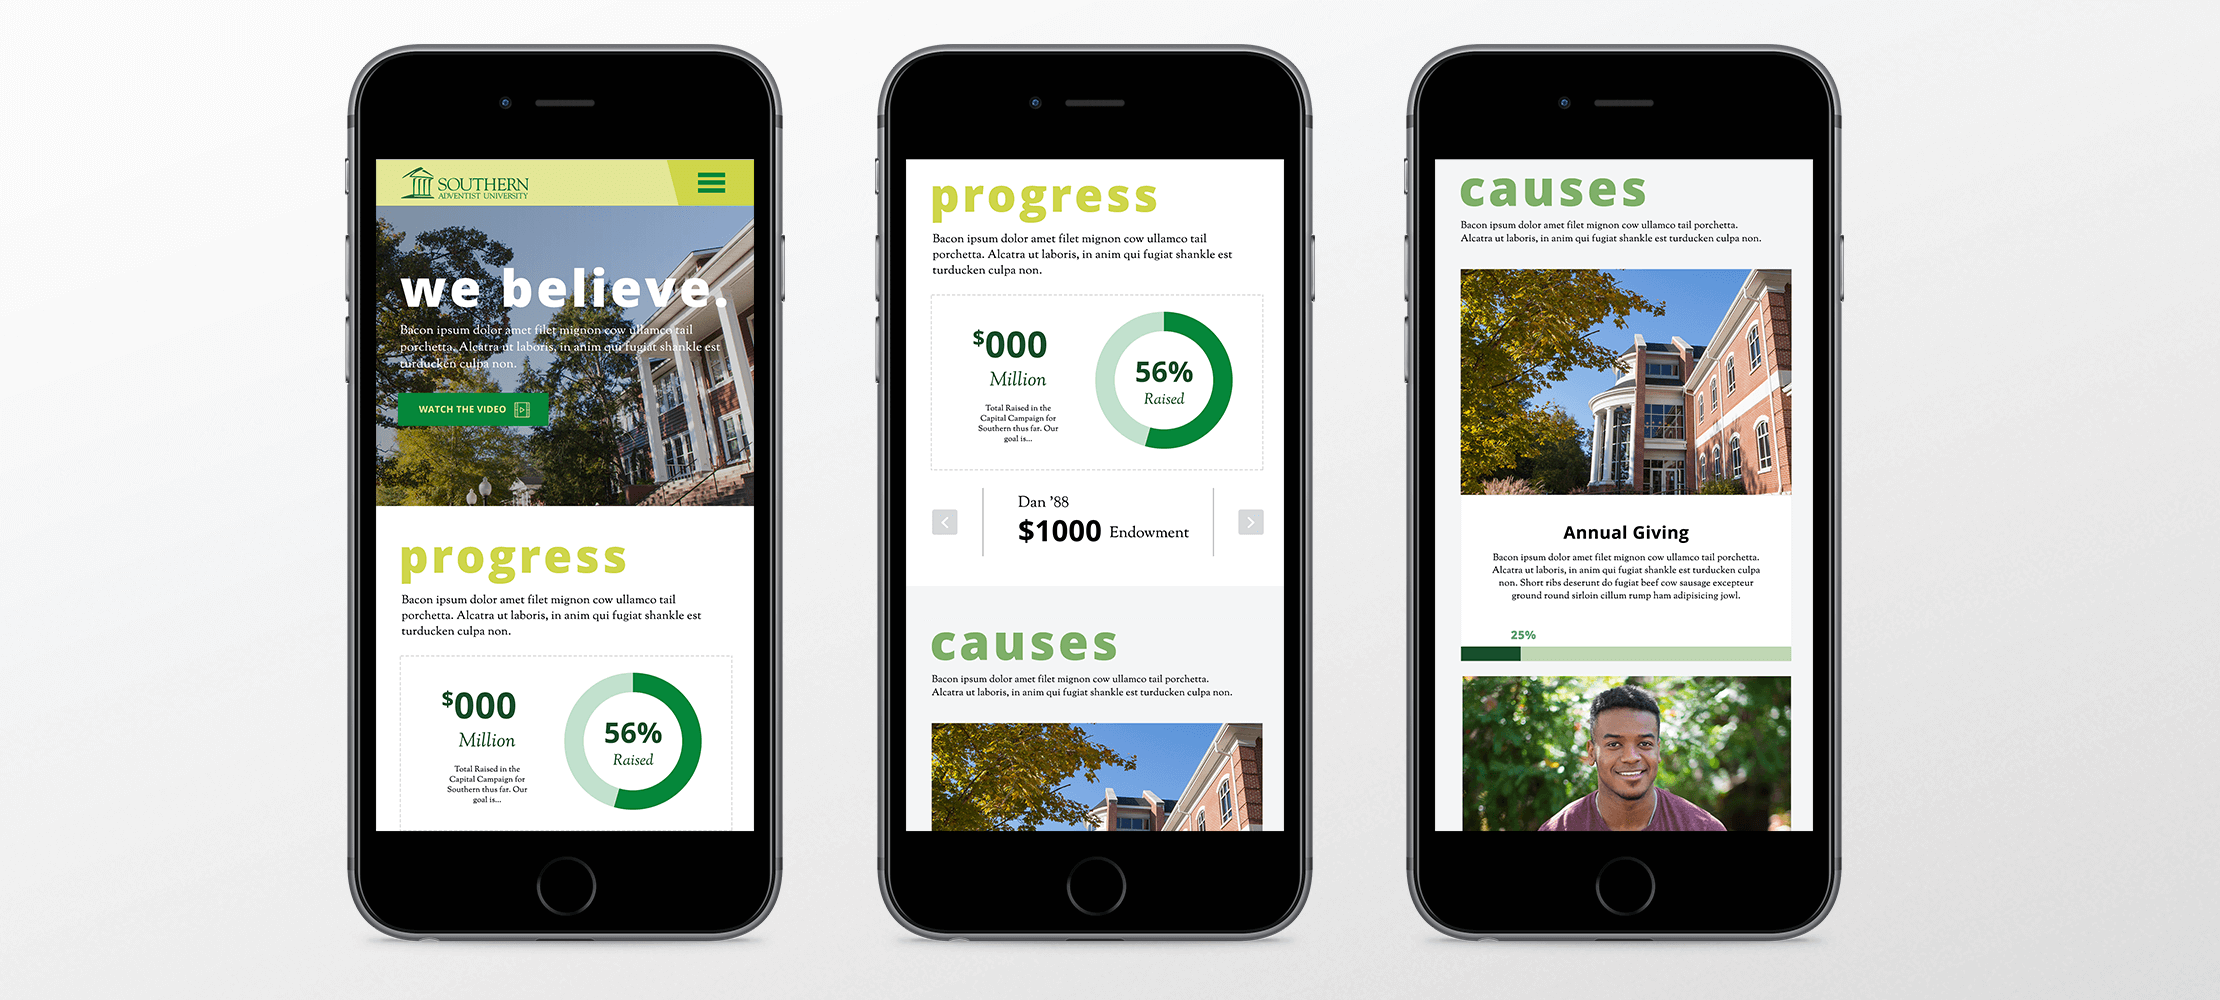 SOUTHERN
ADVENTIST UNIVERSITY
we believe.
Bacon ipsum dolor amet filet mignon cow ullamco tail
porchetta. Alcatra ut laboris, in anim qui fugiat shankle est
turducken culpa non.
WATCH THE VIDEO
progress
Bacon ipsum dolor amet filet mignon cow ullamco tail
porchetta. Alcatra ut laboris, in anim qui fugiat shankle est
turducken culpa non.
$000
Million
Total Raised in the
Capital Campaign for
Southern thus far. Our
goal is...
56%
Raised
progress
Bacon ipsum dolor amet filet mignon cow ullamco tail
porchetta. Alcatra ut laboris, in anim qui fugiat shankle est
turducken culpa non.
$000
Million
Total Raised in the
Capital Campaign for
Southern thus far. Our
goal is...
56%
Raised
Dan ’88
$1000 Endowment
causes
Bacon ipsum dolor amet filet mignon cow ullamco tail porchetta.
Alcatra ut laboris, in anim qui fugiat shankle est turducken culpa non.
causes
Bacon ipsum dolor amet filet mignon cow ullamco tail porchetta.
Alcatra ut laboris, in anim qui fugiat shankle est turducken culpa non.
Annual Giving
Bacon ipsum dolor amet filet mignon cow ullamco tail porchetta.
Alcatra ut laboris, in anim qui fugiat shankle est turducken culpa
non. Short ribs deserunt do fugiat beef cow sausage excepteur
ground round sirloin cillum rump ham adipisicing jowl.
25%